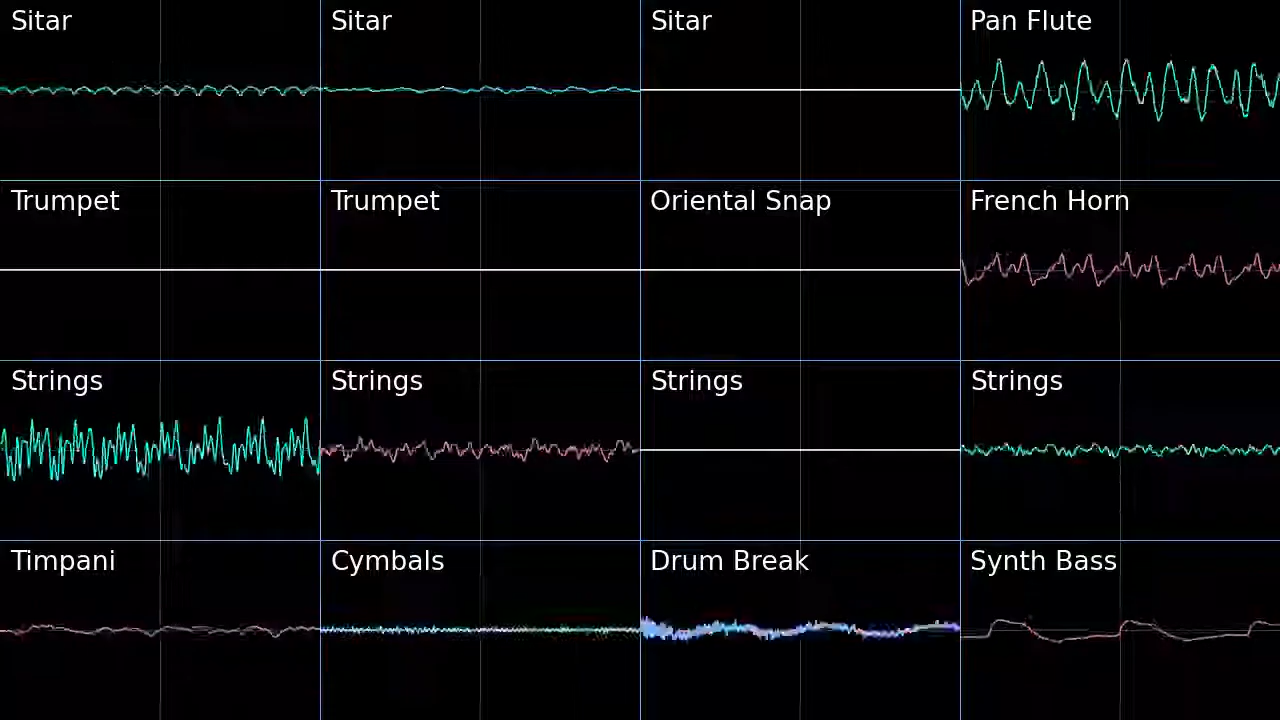 Sitar
Sitar
Sitar
Pan Flute
Trumpet
Trumpet
Oriental Snap
French Horn
Strings
Strings
Strings
Strings
Timpani
Cymbals
Drum Break
Synth Bass